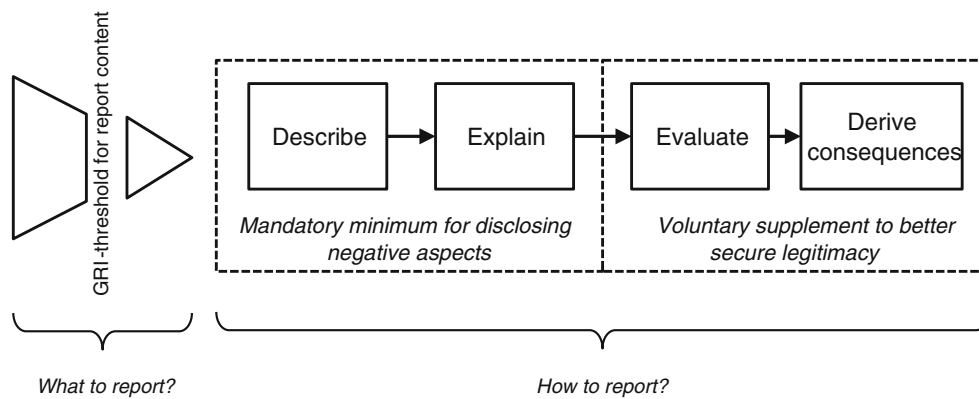 GRI-threshold for report content
Describe
Explain
Evaluate
Derive
consequences
Mandatory minimum for disclosing
negative aspects
Voluntary supplement to better
secure legitimacy
What to report?
How to report?